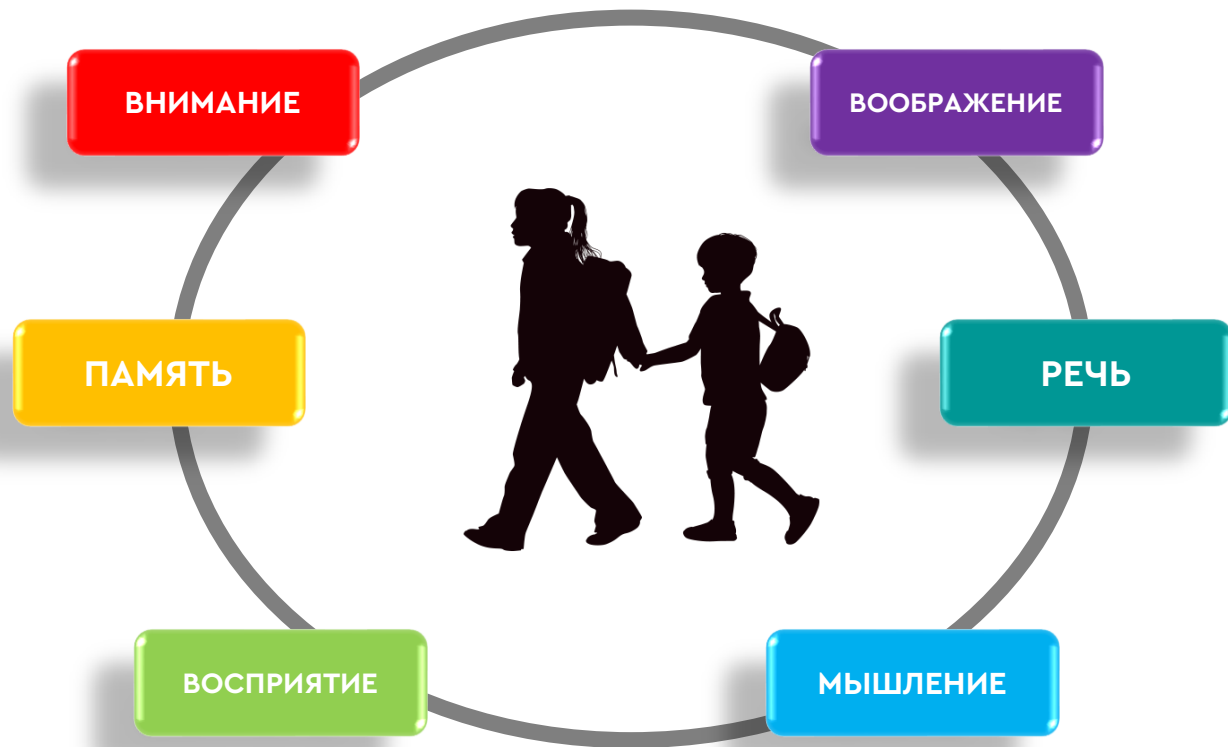 ВНИМАНИЕ
ВООБРАЖЕНИЕ
ПАМЯТЬ
РЕЧЬ
ВОСПРИЯТИЕ
МЫШЛЕНИЕ